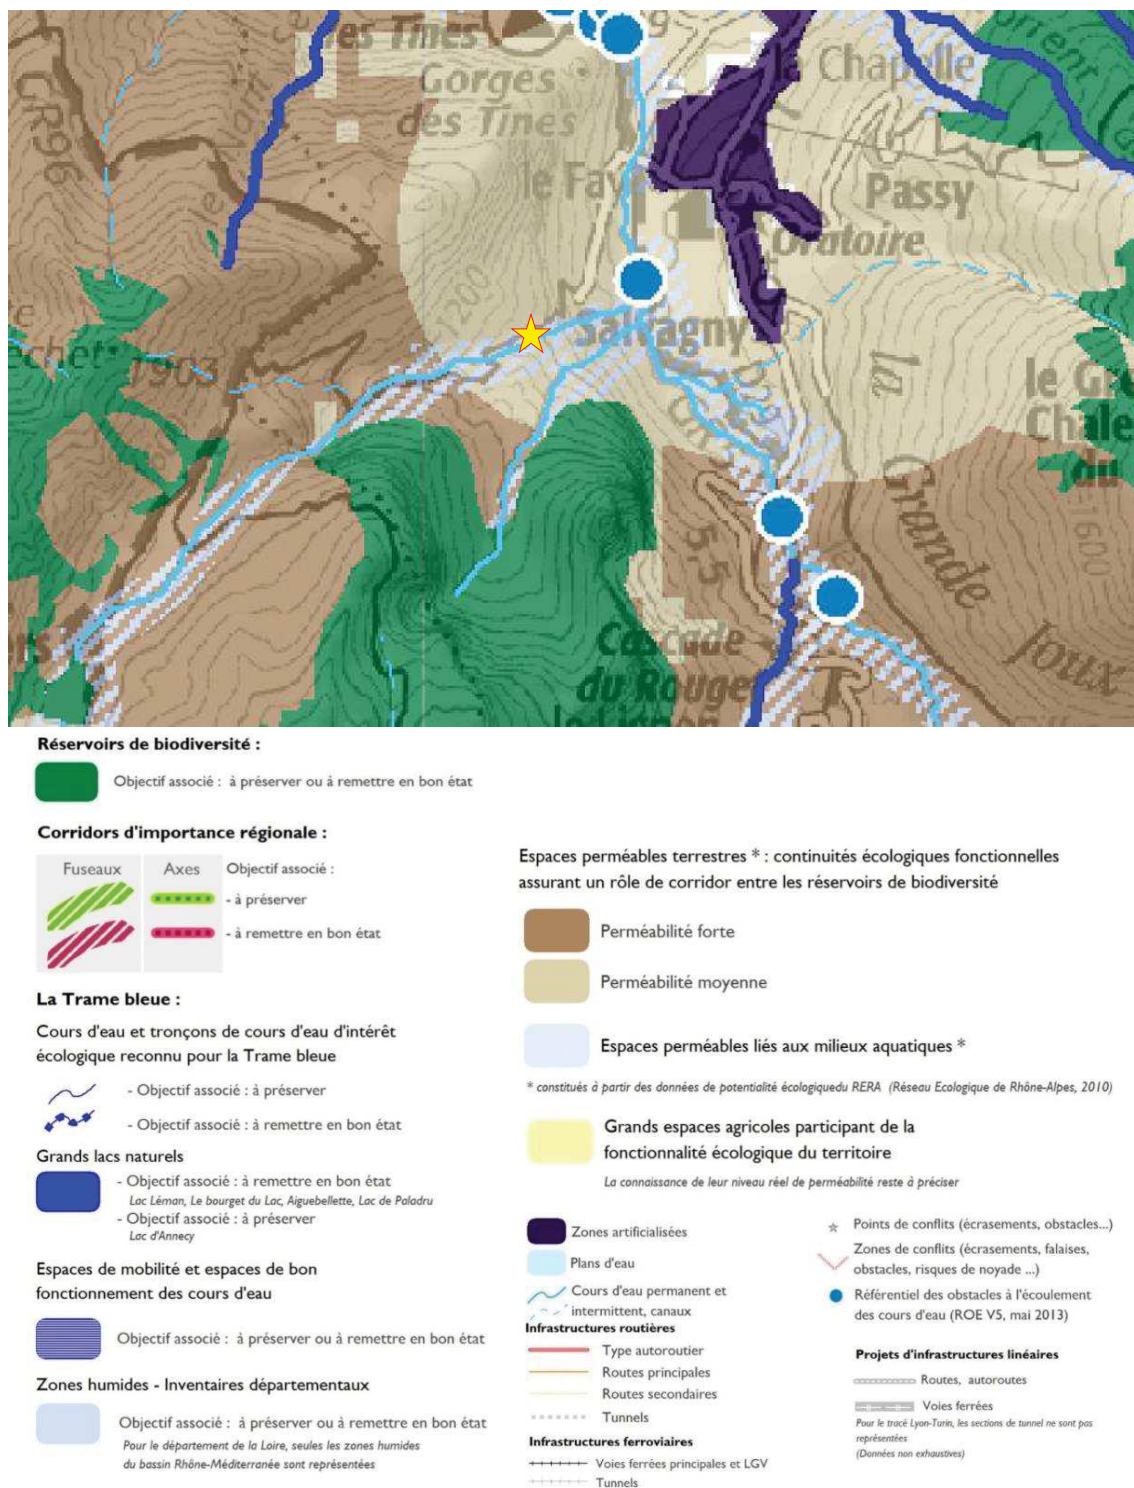 les Tines
Gorges
des Tines
la Chapelle
le Fay
Passy
Oratoire
Salvagny
la
Grande
Joux
5,5
1903
1600
Cascade
du Rouget
Réservoirs de biodiversité :
Objectif associé : à préserver ou à remettre en bon état
Corridors d'importance régionale :
Fuseaux Axes Objectif associé :
- à préserver
- à remettre en bon état
La Trame bleue :
Cours d'eau et tronçons de cours d'eau d'intérêt
écologique reconnu pour la Trame bleue
- Objectif associé : à préserver
- Objectif associé : à remettre en bon état
Grands lacs naturels
- Objectif associé : à remettre en bon état
Lac Léman, Le bourget du Lac, Aiguebellette, Lac de Paladru
- Objectif associé : à préserver
Lac d'Annecy
Espaces de mobilité et espaces de bon
fonctionnement des cours d'eau
Objectif associé : à préserver ou à remettre en bon état
Zones humides - Inventaires départementaux
Objectif associé : à préserver ou à remettre en bon état
Pour le département de la Loire, seules les zones humides
du bassin Rhône-Méditerranée sont représentées
Espaces perméables terrestres * : continuités écologiques fonctionnelles
assurant un rôle de corridor entre les réservoirs de biodiversité
Perméabilité forte
Perméabilité moyenne
Espaces perméables liés aux milieux aquatiques *
* constitués à partir des données de potentialité écologiquedu RERA (Réseau Ecologique de Rhône-Alpes, 2010)
Grands espaces agricoles participant de la
fonctionnalité écologique du territoire
La connaissance de leur niveau réel de perméabilité reste à préciser
Zones artificialisées
Plans d'eau
Cours d'eau permanent et
intermittent, canaux
Infrastructures routières
Type autoroutier
Routes principales
Routes secondaires
Tunnels
Infrastructures ferroviaires
Voies ferrées principales et LGV
Tunnels
Points de conflits (écrasements, obstacles...)
Zones de conflits (écrasements, falaises,
obstacles, risques de noyade ...)
Référentiel des obstacles à l'écoulement
des cours d'eau (ROE V5, mai 2013)
Projets d'infrastructures linéaires
Routes, autoroutes
Voies ferrées
Pour le tracé Lyon-Turin, les sections de tunnel ne sont pas
représentées
(Données non exhaustives)